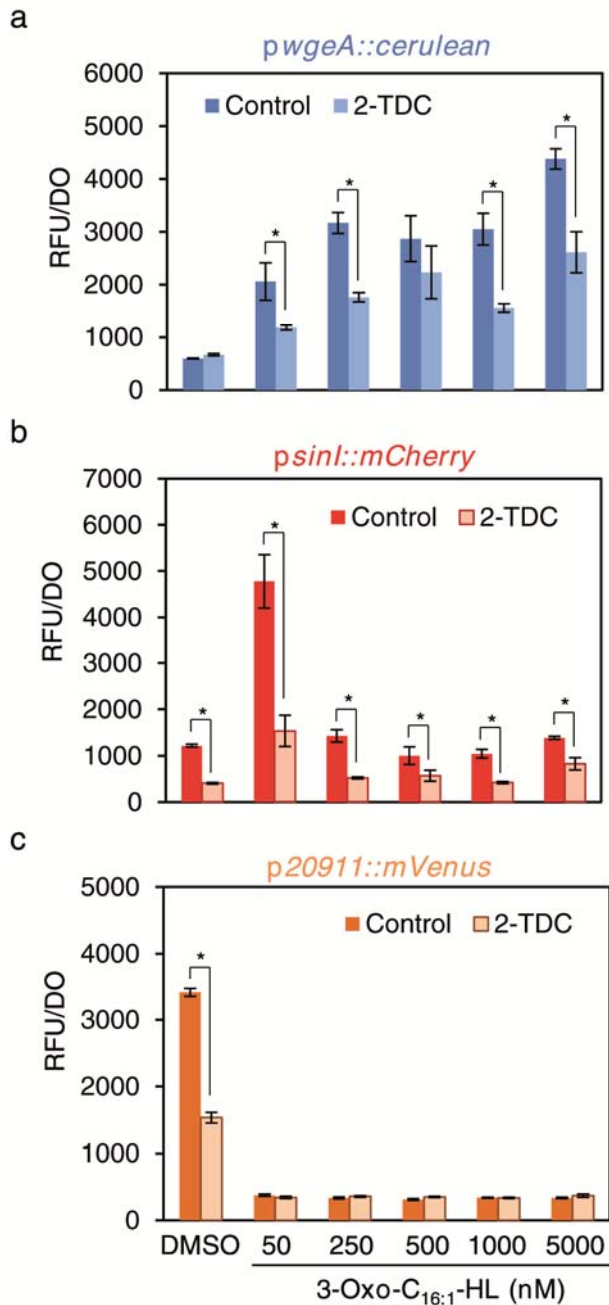 a
pwgeA::cerulean
6000
5000
4000
3000
2000
1000
0
RFU/DO
Control 2-TDC
* * * *
b
psinI::mCherry
7000
6000
5000
4000
3000
2000
1000
0
RFU/DO
Control 2-TDC
* * * * * *
c
p20911::mVenus
5000
4000
3000
2000
1000
0
RFU/DO
Control 2-TDC
*
DMSO 50 250 500 1000 5000
3-Oxo-C16:1-HL (nM)